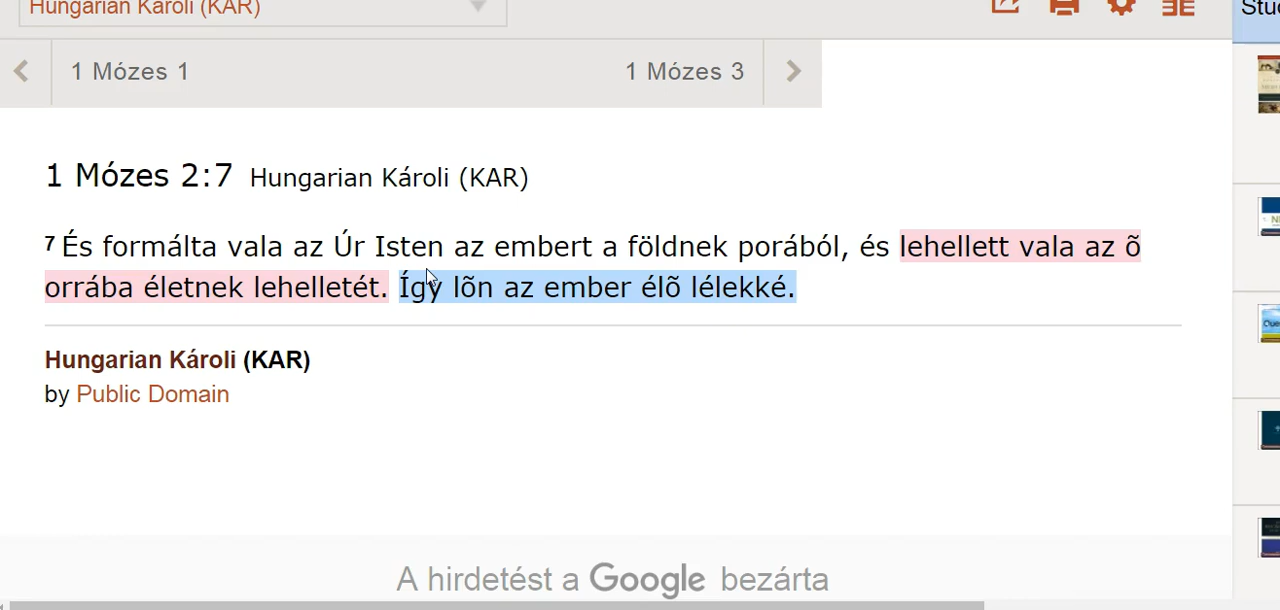 Hungarian Károli (KAR)
1 Mózes 1
1 Mózes 3
1 Mózes 2:7 Hungarian Károli (KAR)
7 És formálta vala az Úr Isten az embert a földnek porából, és lehellett vala az õ
orrába életnek lehelletét. Így lõn az ember élõ lélekké.
Hungarian Károli (KAR)
by Public Domain
A hirdetést a Google bezárta